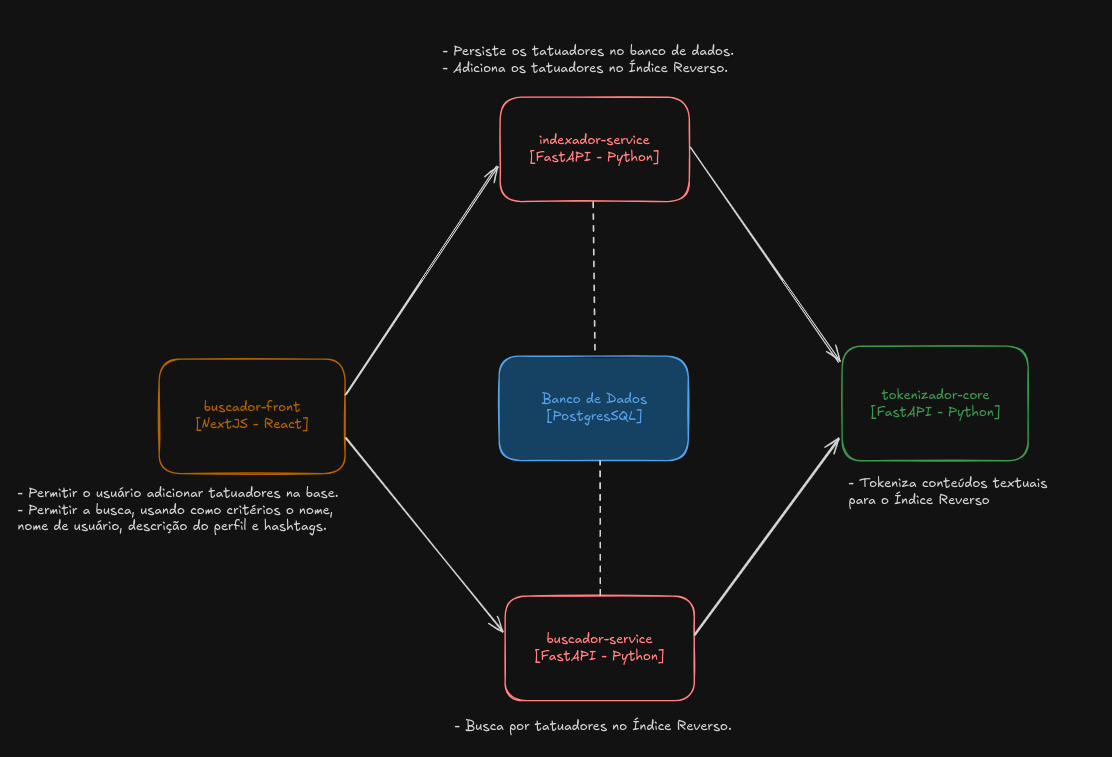 - Persiste os tatuadores no banco de dados.
- Adiciona os tatuadores no Índice Reverso.
indexador-service
[FastAPI - Python]
buscador-front
[NextJS - React]
- Permitir o usuário adicionar tatuadores na base.
- Permitir a busca, usando como critérios o nome,
nome de usuário, descrição do perfil e hashtags.
Banco de Dados
[PostgresSQL]
tokenizador-core
[FastAPI - Python]
- Tokeniza conteúdos textuais
para o Índice Reverso
buscador-service
[FastAPI - Python]
- Busca por tatuadores no Índice Reverso.